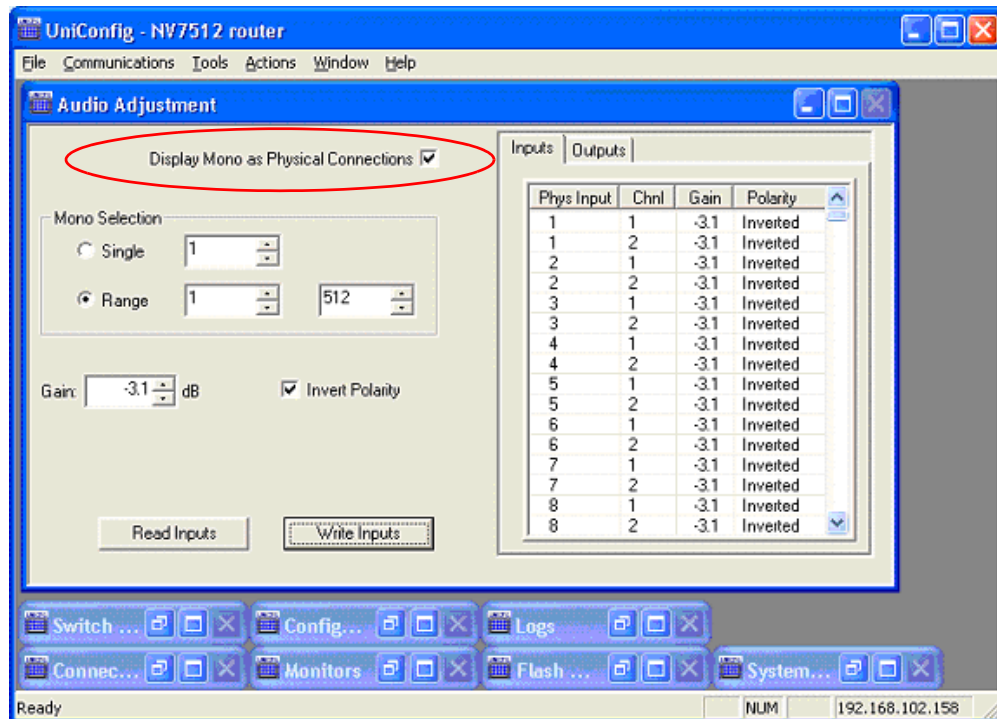 UniConfig - NV7512 router
File Communications Tools Actions Window Help
Audio Adjustment
Display Mono as Physical Connections
Mono Selection
Single 1
Range 1 512
Gain: -3.1 dB Invert Polarity
Read Inputs Write Inputs
Inputs Outputs
Phys Input Chnl Gain Polarity
1 1 -3.1 Inverted
1 2 -3.1 Inverted
2 1 -3.1 Inverted
2 2 -3.1 Inverted
3 1 -3.1 Inverted
3 2 -3.1 Inverted
4 1 -3.1 Inverted
4 2 -3.1 Inverted
5 1 -3.1 Inverted
5 2 -3.1 Inverted
6 1 -3.1 Inverted
6 2 -3.1 Inverted
7 1 -3.1 Inverted
7 2 -3.1 Inverted
8 1 -3.1 Inverted
8 2 -3.1 Inverted
Switch ... Config... Logs
Connec... Monitors Flash ... System...
Ready NUM 192.168.102.158